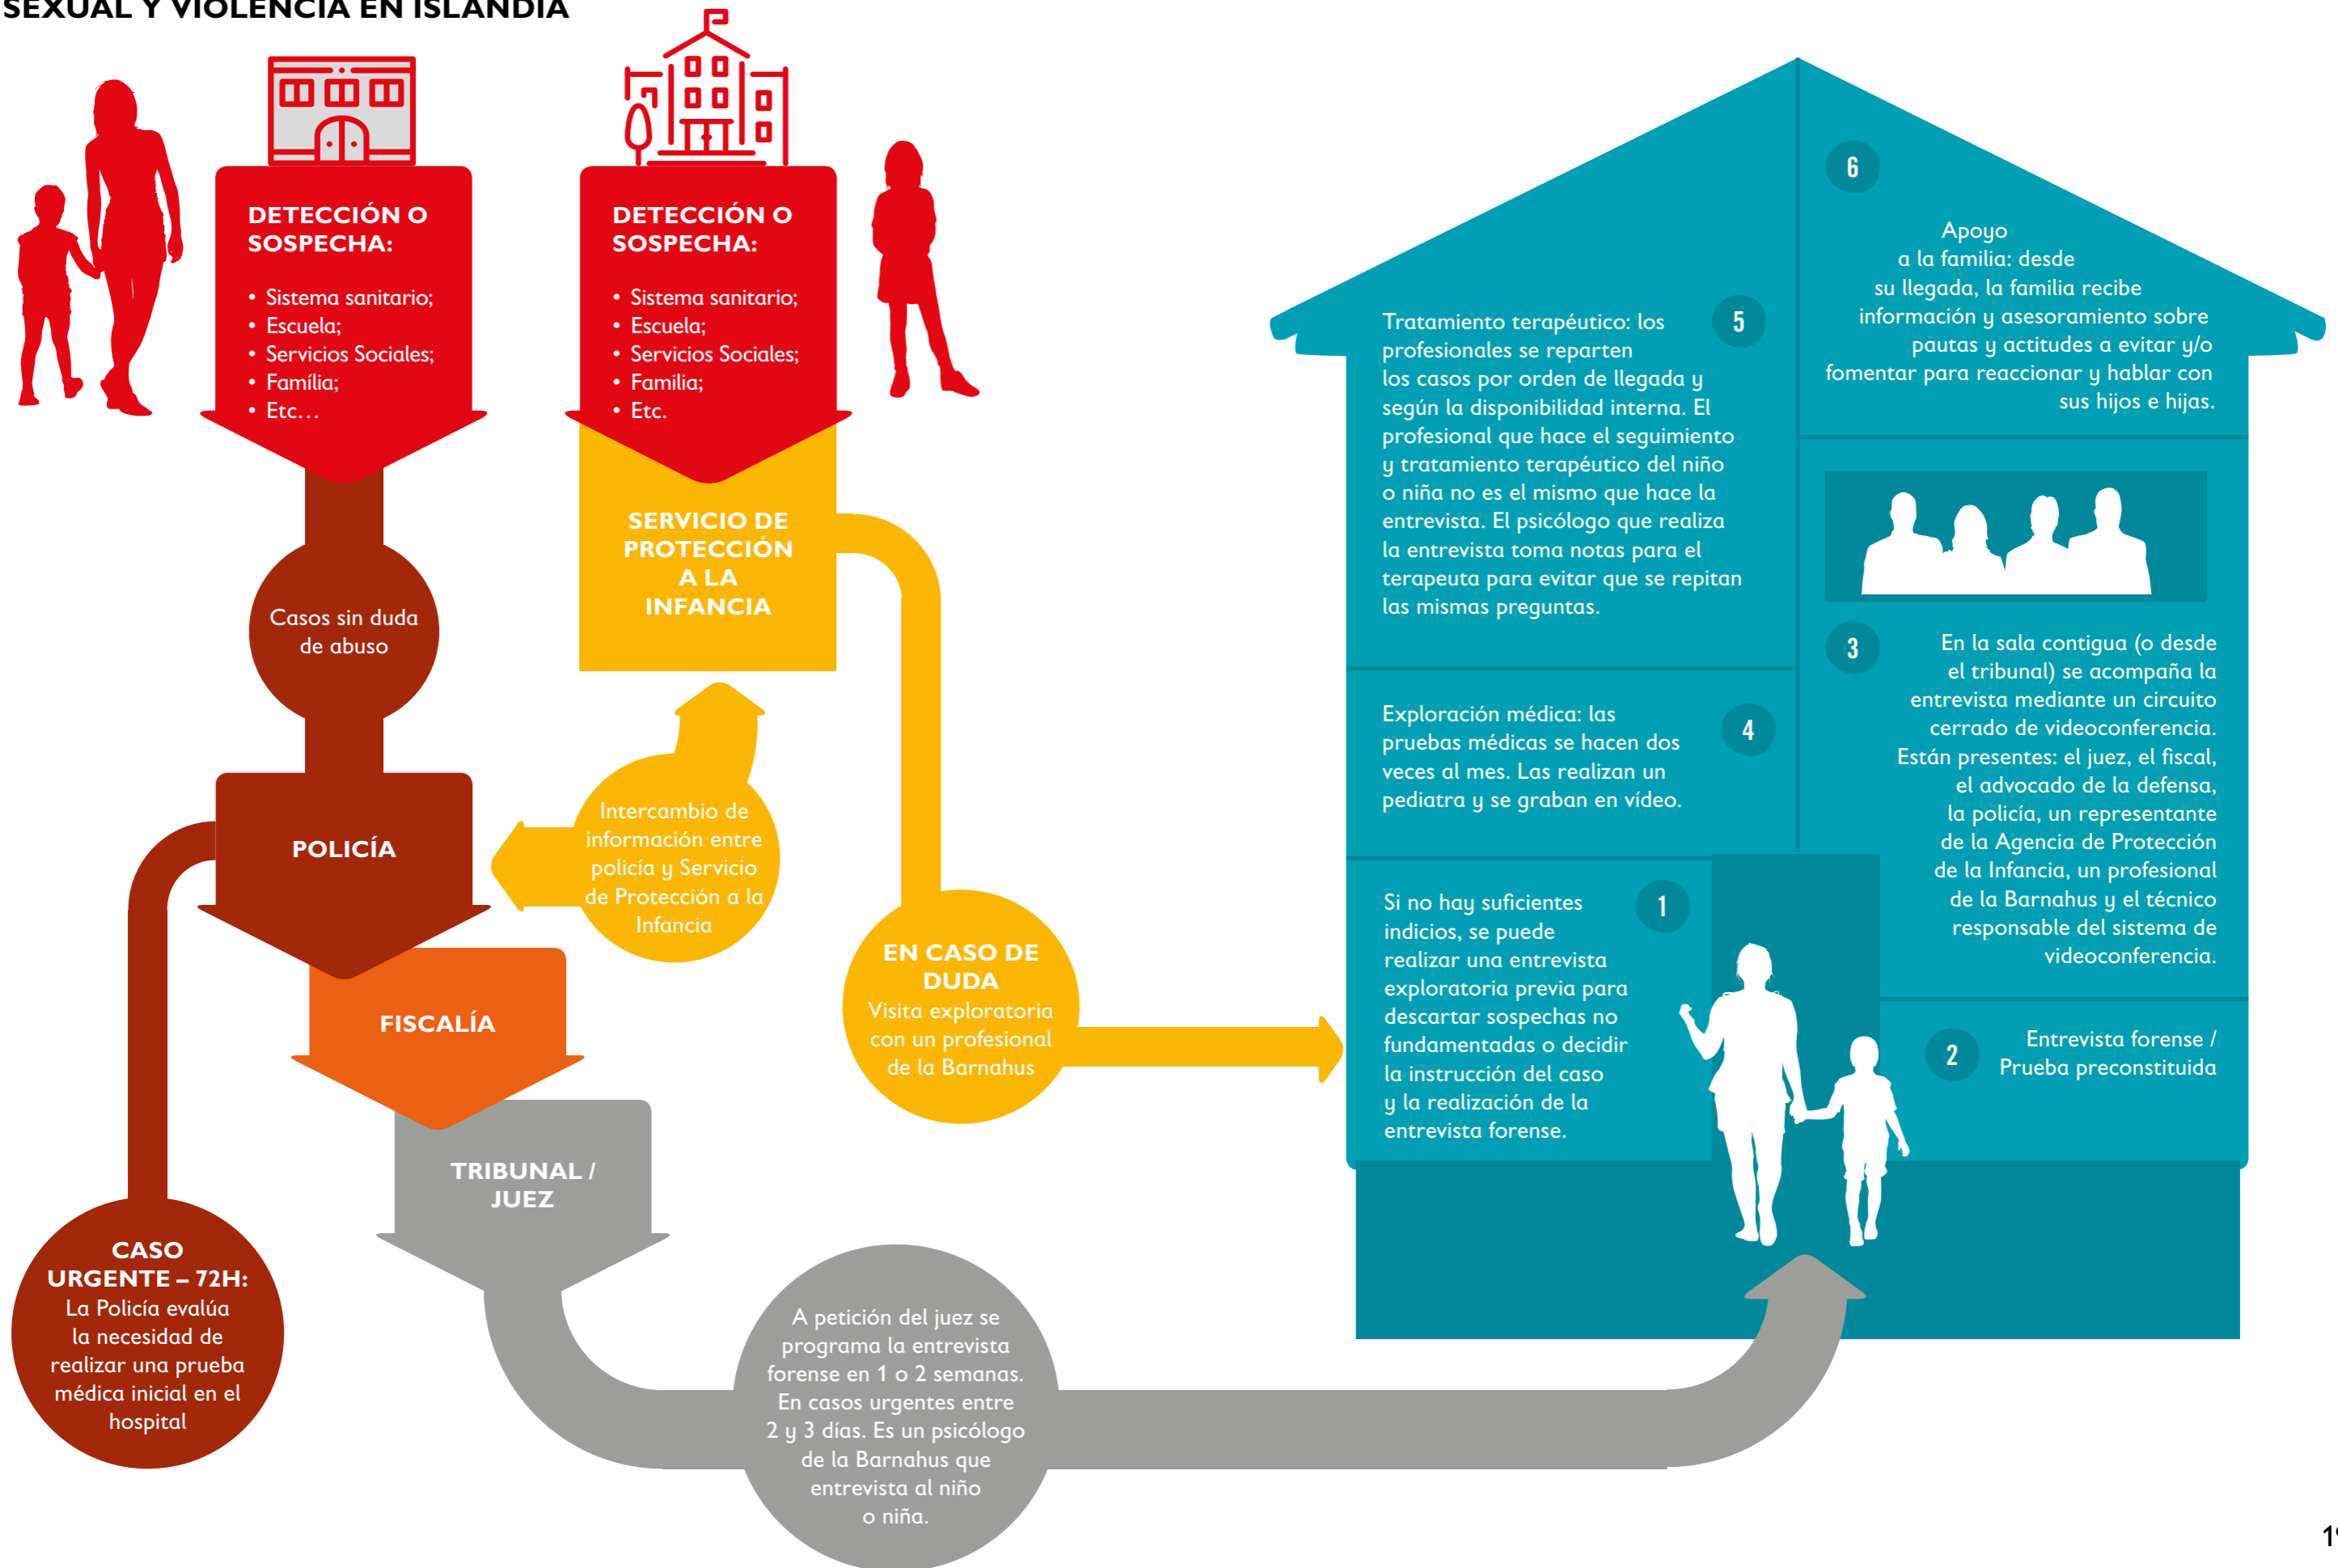 SEXUAL Y VIOLENCIA EN ISLANDIA
DETECCIÓN O
SOSPECHA:
• Sistema sanitario;
• Escuela;
• Servicios Sociales;
• Família;
• Etc…
DETECCIÓN O
SOSPECHA:
• Sistema sanitario;
• Escuela;
• Servicios Sociales;
• Familia;
• Etc.
SERVICIO DE
PROTECCIÓN
A LA
INFANCIA
Casos sin duda
de abuso
POLICÍA
Intercambio de
información entre
policía y Servicio
de Protección a la
Infancia
FISCALÍA
EN CASO DE
DUDA
Visita exploratoria
con un profesional
de la Barnahus
TRIBUNAL /
JUEZ
CASO
URGENTE – 72H:
La Policía evalúa
la necesidad de
realizar una prueba
médica inicial en el
hospital
A petición del juez se
programa la entrevista
forense en 1 o 2 semanas.
En casos urgentes entre
2 y 3 días. Es un psicólogo
de la Barnahus que
entrevista al niño
o niña.
6
Apoyo
a la familia: desde
su llegada, la familia recibe
información y asesoramiento sobre
pautas y actitudes a evitar y/o
fomentar para reaccionar y hablar con
sus hijos e hijas.
5
Tratamiento terapéutico: los
profesionales se reparten
los casos por orden de llegada y
según la disponibilidad interna. El
profesional que hace el seguimiento
y tratamiento terapéutico del niño
o niña no es el mismo que hace la
entrevista. El psicólogo que realiza
la entrevista toma notas para el
terapeuta para evitar que se repitan
las mismas preguntas.
3
En la sala contigua (o desde
el tribunal) se acompaña la
entrevista mediante un circuito
cerrado de videoconferencia.
Están presentes: el juez, el fiscal,
el advocado de la defensa,
la policía, un representante
de la Agencia de Protección
de la Infancia, un profesional
de la Barnahus y el técnico
responsable del sistema de
videoconferencia.
4
Exploración médica: las
pruebas médicas se hacen dos
veces al mes. Las realizan un
pediatra y se graban en vídeo.
1
Si no hay suficientes
indicios, se puede
realizar una entrevista
exploratoria previa para
descartar sospechas no
fundamentadas o decidir
la instrucción del caso
y la realización de la
entrevista forense.
2
Entrevista forense /
Prueba preconstituida